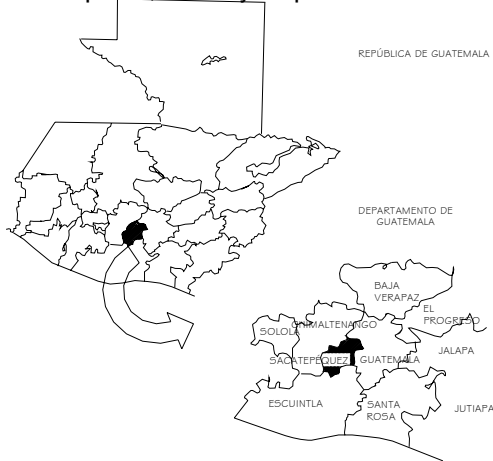 REPÚBLICA DE GUATEMALA
DEPARTAMENTO DE
GUATEMALA
BAJA
VERAPAZ
EL
PROGRESO
SOLOLÁ
CHIMALTENANGO
SACATEPÉQUEZ
GUATEMALA
JALAPA
ESCUINTLA
SANTA
ROSA
JUTIAPA